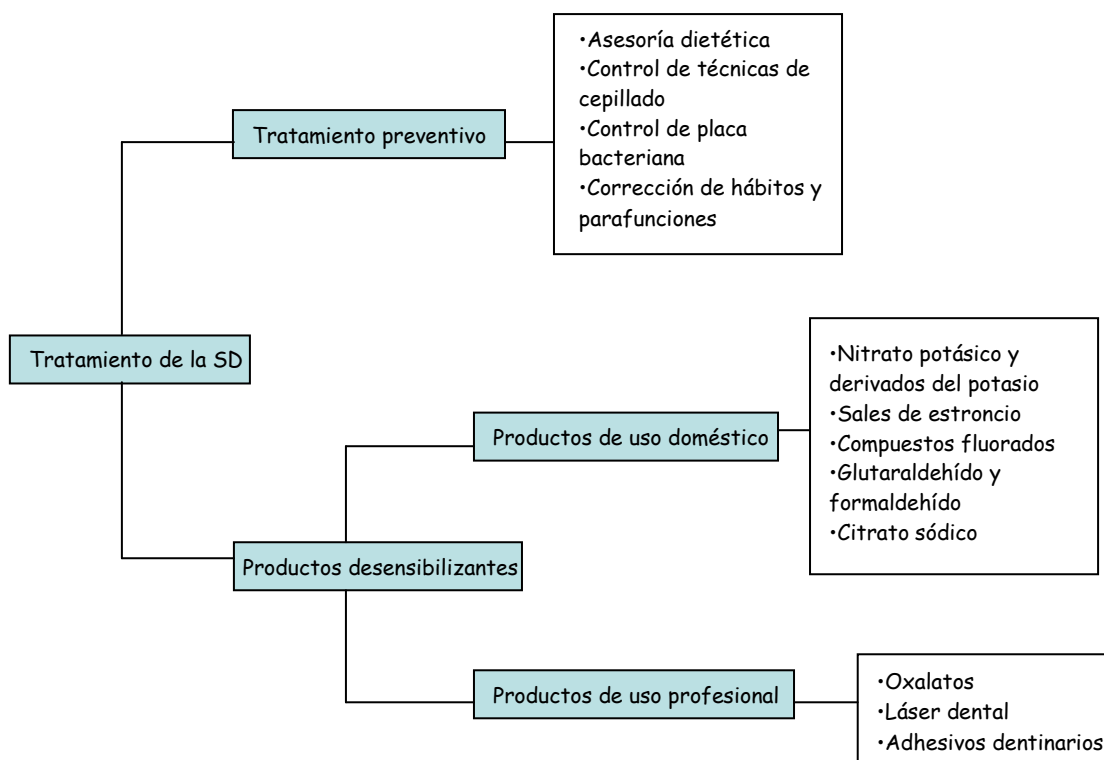 •Asesoría dietética
•Control de técnicas de
cepillado
•Control de placa
bacteriana
•Corrección de hábitos y
parafunciones
Tratamiento preventivo
Tratamiento de la SD
•Nitrato potásico y
derivados del potasio
•Sales de estroncio
•Compuestos fluorados
•Glutaraldehído y
formaldehído
•Citrato sódico
Productos de uso doméstico
Productos desensibilizantes
Productos de uso profesional
•Oxalatos
•Láser dental
•Adhesivos dentinarios